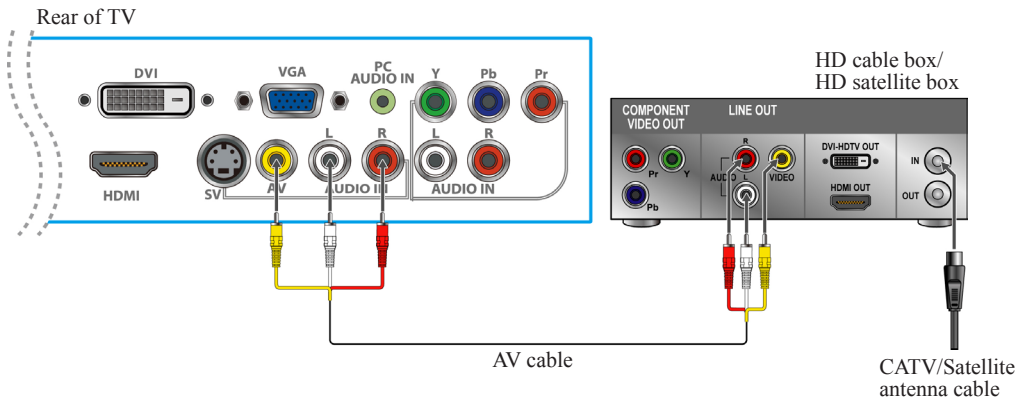 Rear of TV
DVI
VGA
PC
AUDIO IN
Y
Pb
Pr
HDMI
SV
AV
L
R
AUDIO IN
L
R
AUDIO IN
AV cable
HD cable box/
HD satellite box
COMPONENT
VIDEO OUT
LINE OUT
Pr
Y
Pb
R
AUDIO
L
VIDEO
DVI-HDTV OUT
HDMI OUT
IN
OUT
CATV/Satellite
antenna cable